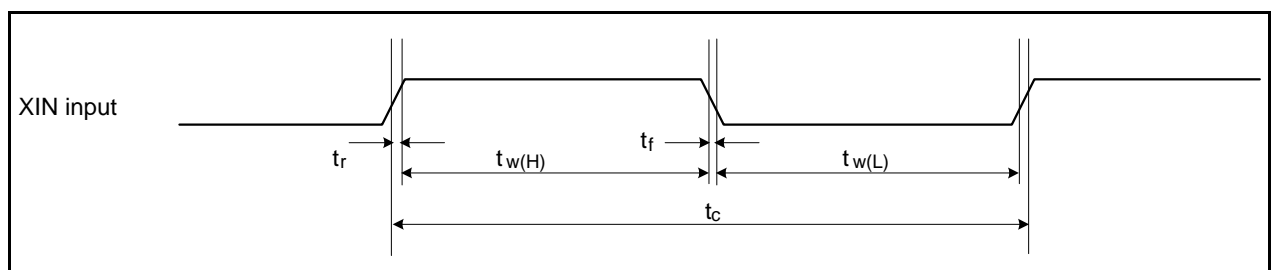 XIN input
tr
tw(H)
tf
tw(L)
tc